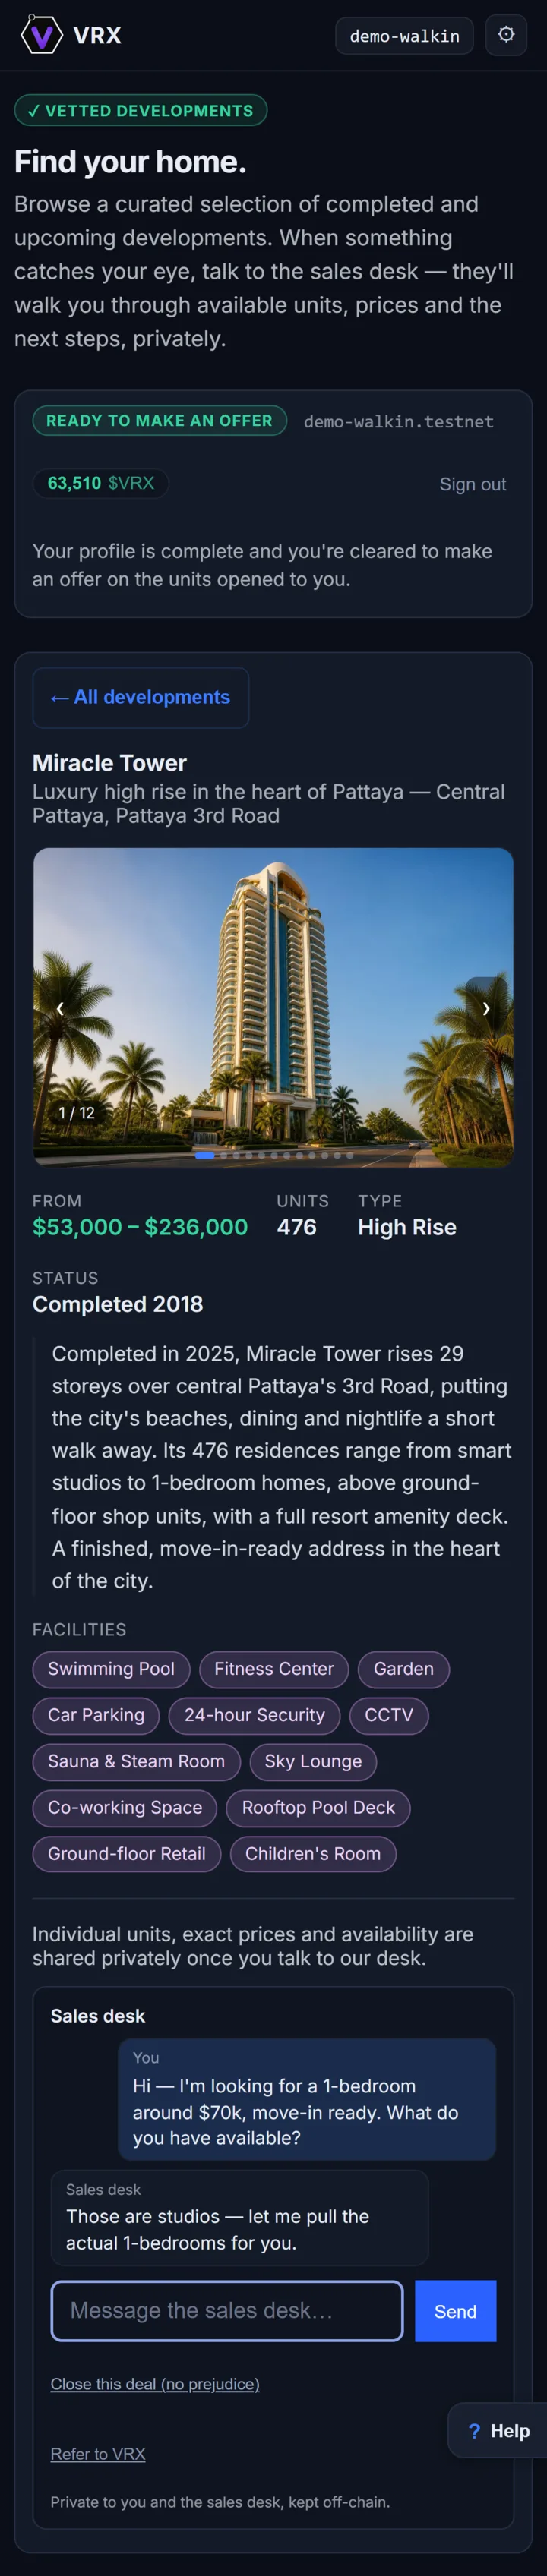 VRX
demo-walkin
✓ VETTED DEVELOPMENTS
Find your home.
Browse a curated selection of completed and
upcoming developments. When something
catches your eye, talk to the sales desk — they'll
walk you through available units, prices and the
next steps, privately.
READY TO MAKE AN OFFER
demo-walkin.testnet
63,510 $VRX
Sign out
Your profile is complete and you're cleared to make
an offer on the units opened to you.
← All developments
Miracle Tower
Luxury high rise in the heart of Pattaya — Central
Pattaya, Pattaya 3rd Road
1 / 12
FROM
$53,000 – $236,000
UNITS
476
TYPE
High Rise
STATUS
Completed 2018
Completed in 2025, Miracle Tower rises 29
storeys over central Pattaya's 3rd Road, putting
the city's beaches, dining and nightlife a short
walk away. Its 476 residences range from smart
studios to 1-bedroom homes, above ground-
floor shop units, with a full resort amenity deck.
A finished, move-in-ready address in the heart
of the city.
FACILITIES
Swimming Pool
Fitness Center
Garden
Car Parking
24-hour Security
CCTV
Sauna & Steam Room
Sky Lounge
Co-working Space
Rooftop Pool Deck
Ground-floor Retail
Children's Room
Individual units, exact prices and availability are
shared privately once you talk to our desk.
Sales desk
You
Hi — I'm looking for a 1-bedroom
around $70k, move-in ready. What do
you have available?
Sales desk
Those are studios — let me pull the
actual 1-bedrooms for you.
Message the sales desk…
Send
Close this deal (no prejudice)
? Help
Refer to VRX
Private to you and the sales desk, kept off-chain.